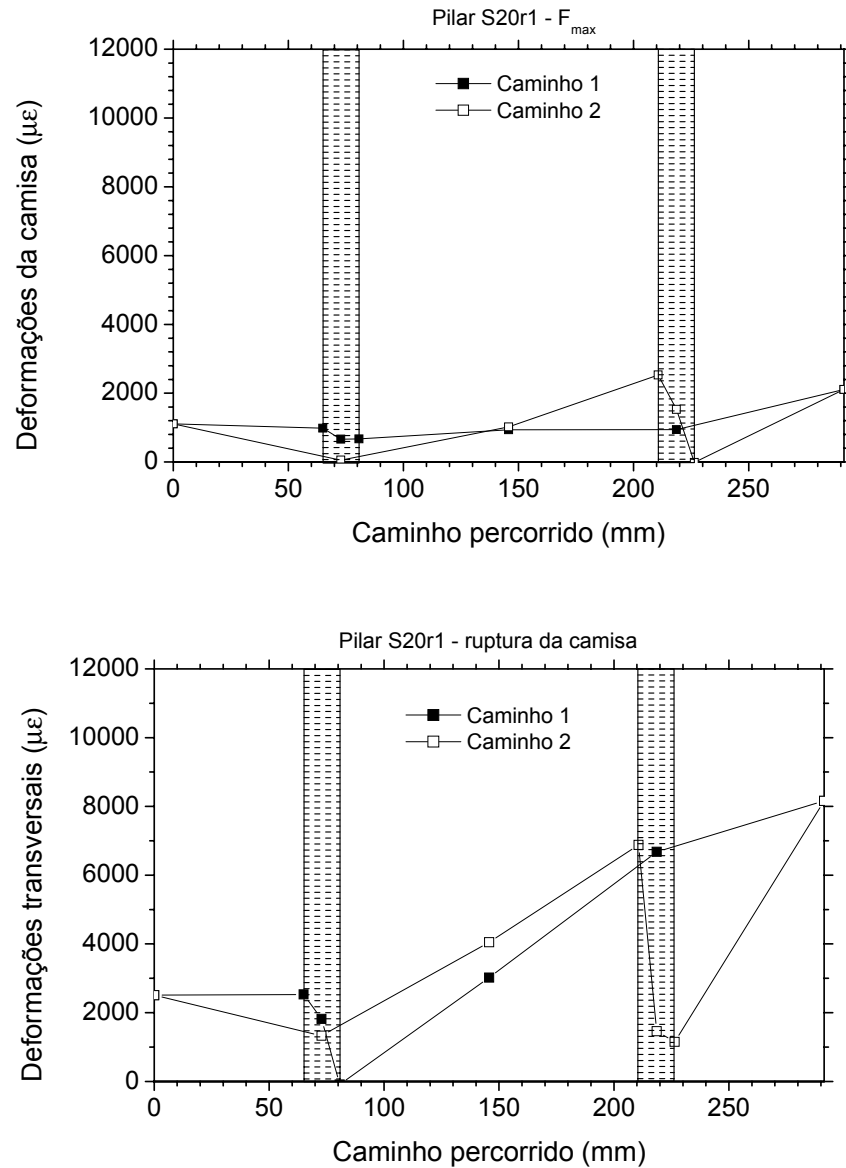 Pilar S20r1 - Fmax
12000
10000
8000
6000
4000
2000
0
Deformações da camisa (με)
Caminho 1
Caminho 2
0 50 100 150 200 250
Caminho percorrido (mm)
Pilar S20r1 - ruptura da camisa
12000
10000
8000
6000
4000
2000
0
Deformações transversais (με)
Caminho 1
Caminho 2
0 50 100 150 200 250
Caminho percorrido (mm)